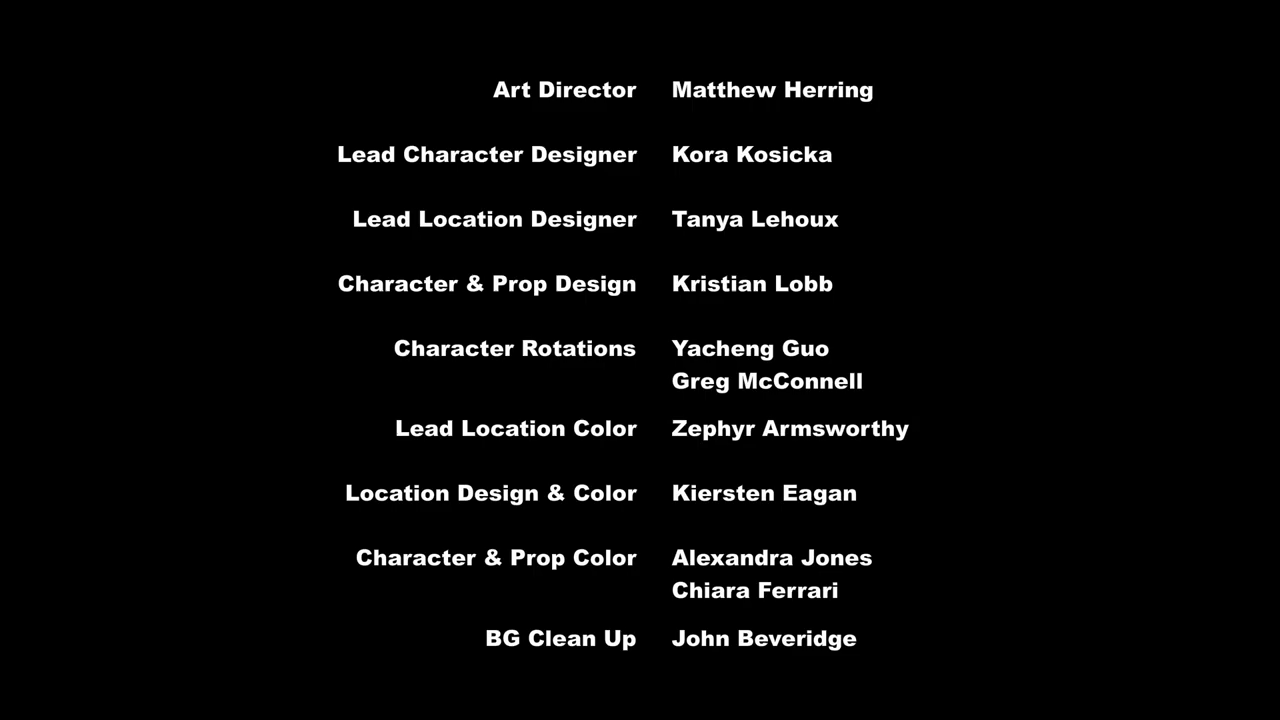 Art Director Matthew Herring
Lead Character Designer Kora Kosicka
Lead Location Designer Tanya Lehoux
Character & Prop Design Kristian Lobb
Character Rotations Yacheng Guo
Greg McConnell
Lead Location Color Zephyr Armsworthy
Location Design & Color Kiersten Eagan
Character & Prop Color Alexandra Jones
Chiara Ferrari
BG Clean Up John Beveridge